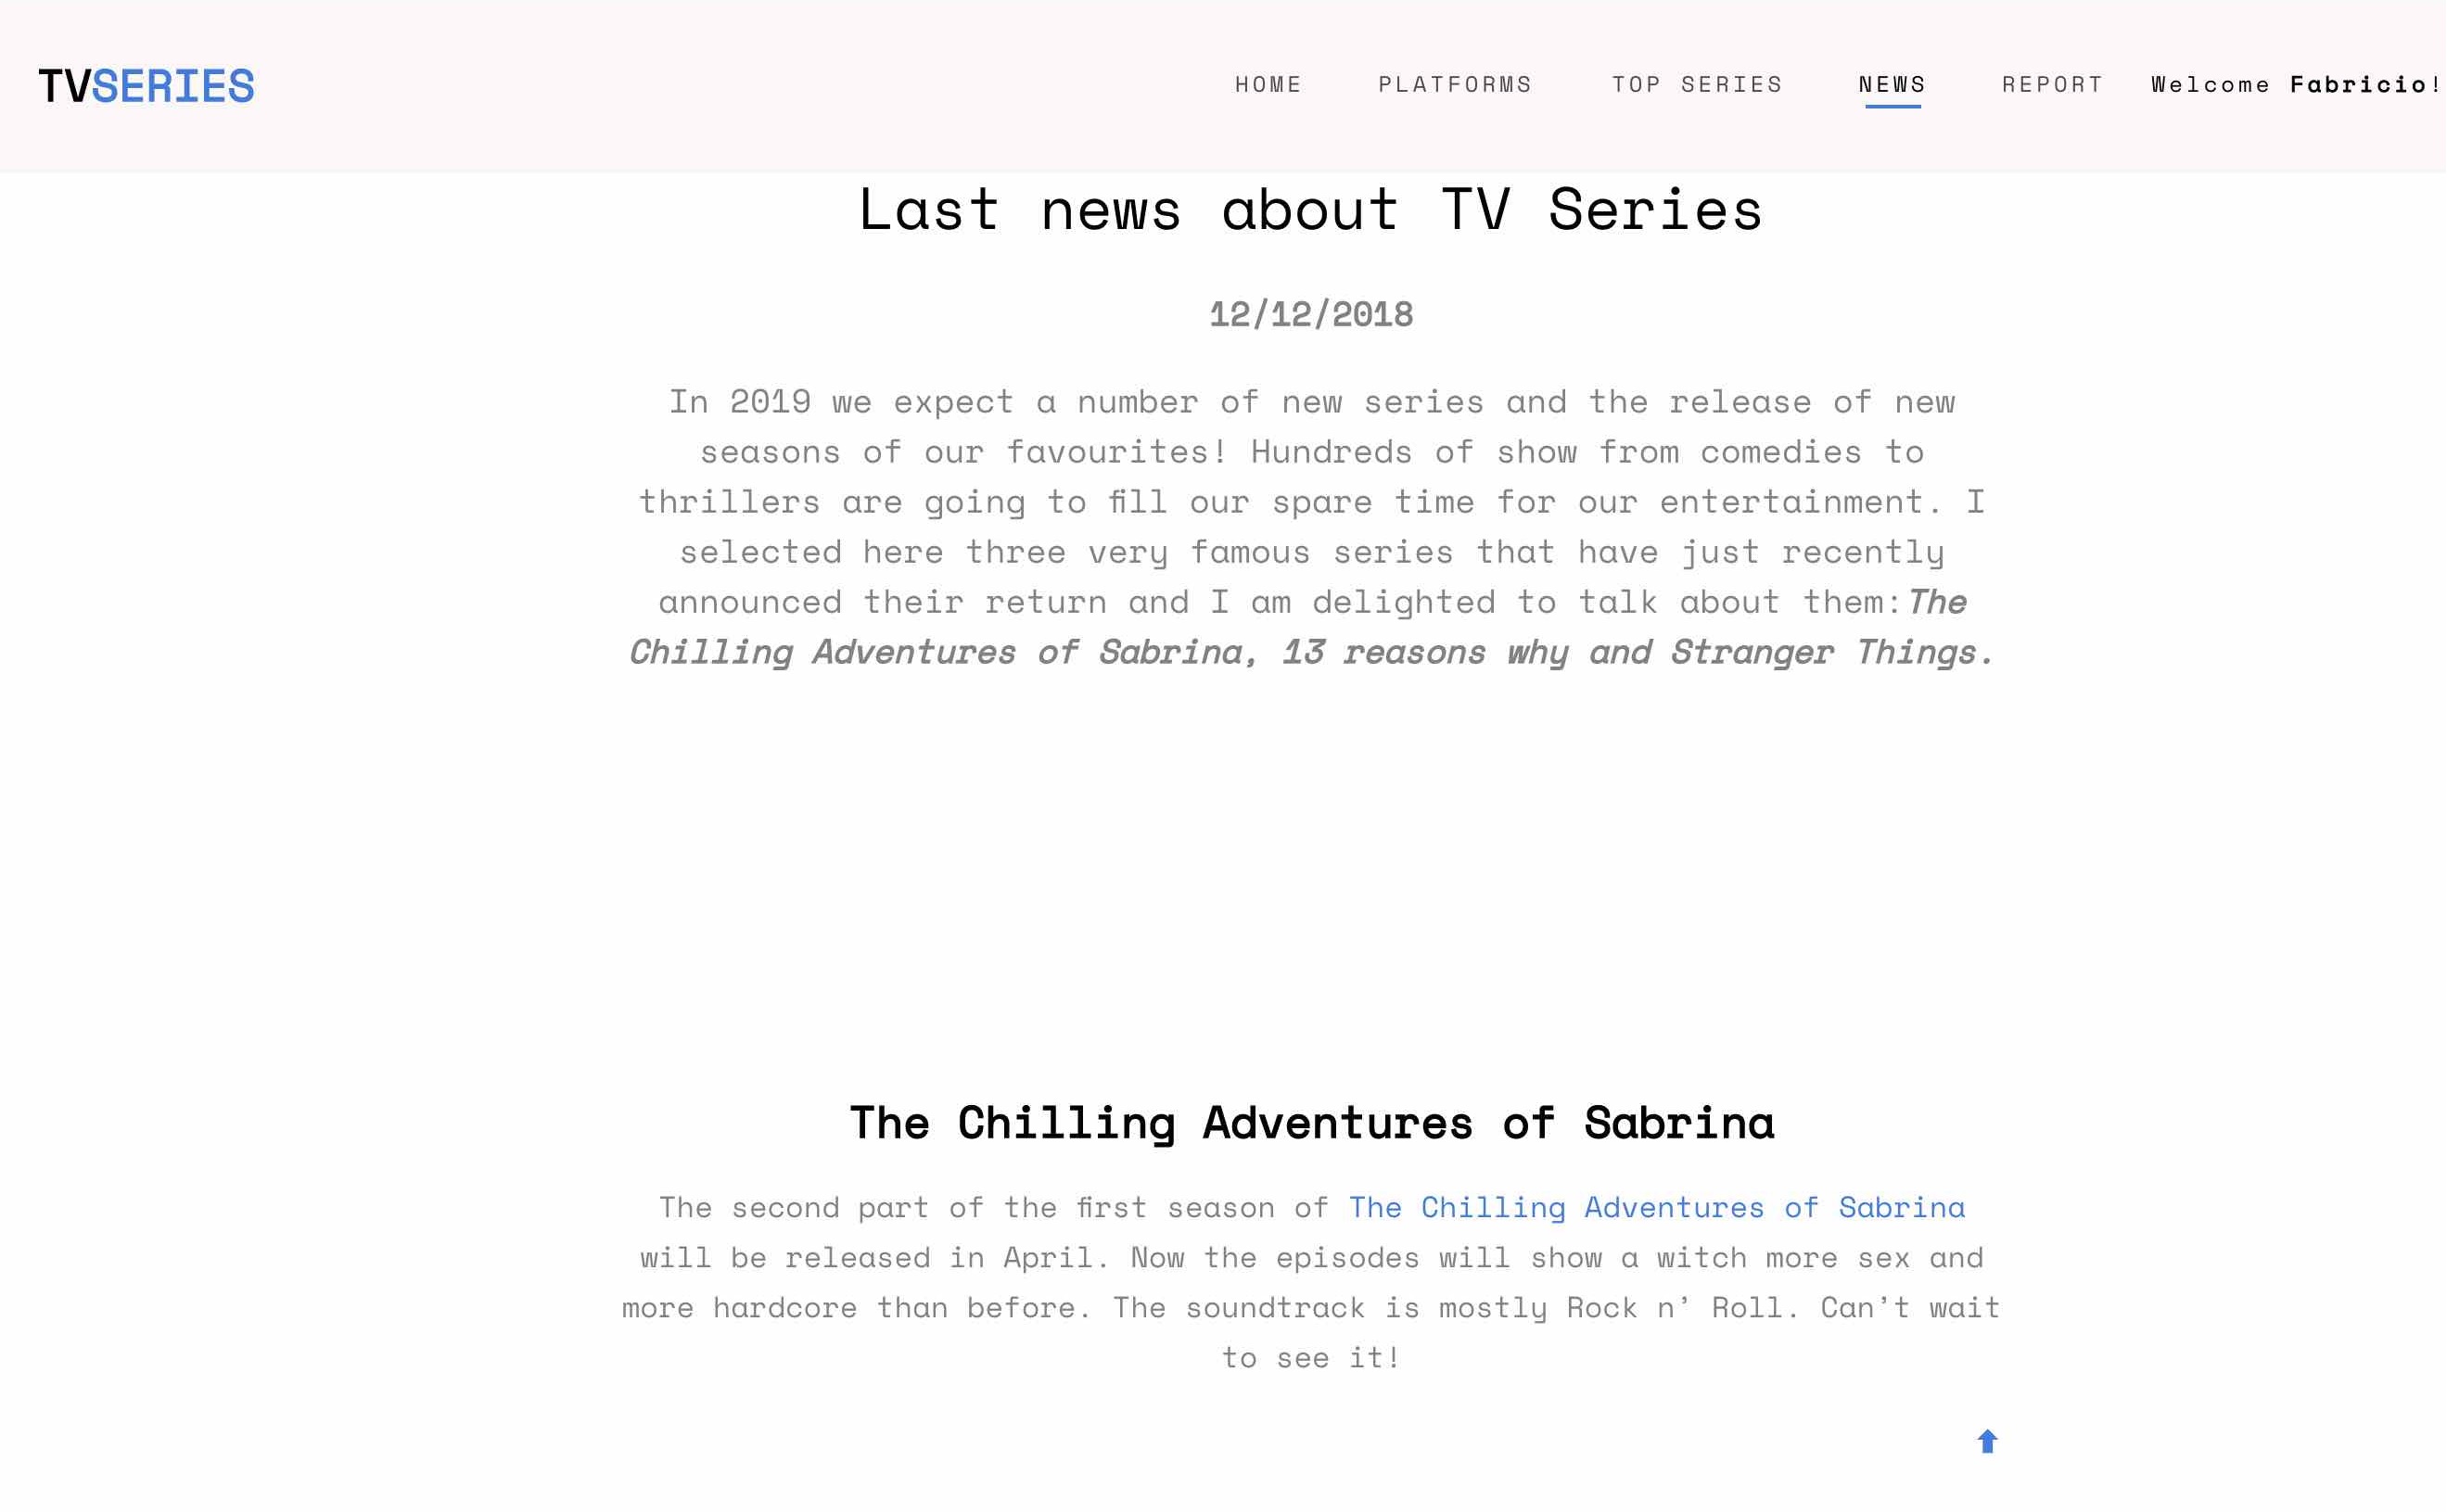 TVSERIES HOME PLATFORMS TOP SERIES NEWS REPORT Welcome Fabricio!
Last news about TV Series
12/12/2018
In 2019 we expect a number of new series and the release of new
seasons of our favourites! Hundreds of show from comedies to
thrillers are going to fill our spare time for our entertainment. I
selected here three very famous series that have just recently
announced their return and I am delighted to talk about them:The
Chilling Adventures of Sabrina, 13 reasons why and Stranger Things.
The Chilling Adventures of Sabrina
The second part of the first season of The Chilling Adventures of Sabrina
will be released in April. Now the episodes will show a witch more sex and
more hardcore than before. The soundtrack is mostly Rock n’ Roll. Can’t wait
to see it!